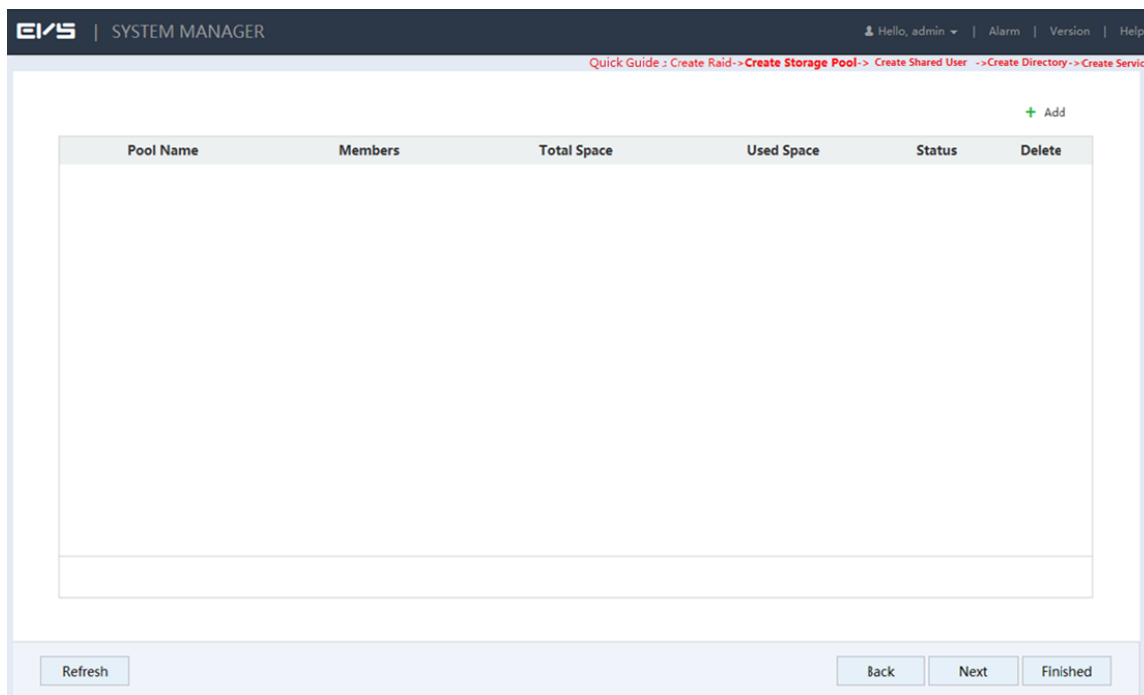 EVS | SYSTEM MANAGER Hello, admin | Alarm | Version | Help
Quick Guide : Create Raid->Create Storage Pool-> Create Shared User ->Create Directory->Create Servic
+ Add
Pool Name Members Total Space Used Space Status Delete
Refresh Back Next Finished